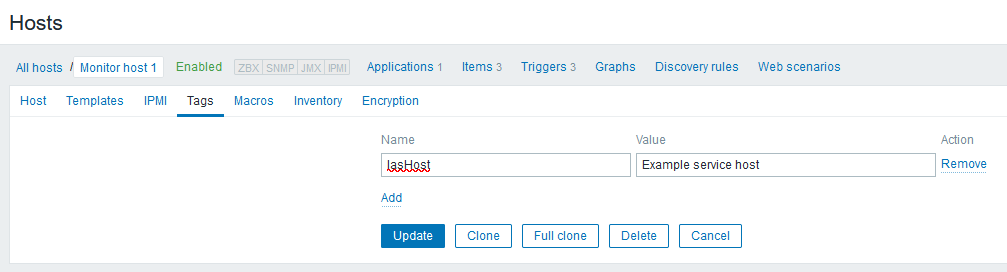 Hosts
All hosts / Monitor host 1 Enabled ZBX SNMP JMX IPMI Applications 1 Items 3 Triggers 3 Graphs Discovery rules Web scenarios
Host Templates IPMI Tags Macros Inventory Encryption
Name Value Action
IasHost Example service host Remove
Add
Update Clone Full clone Delete Cancel